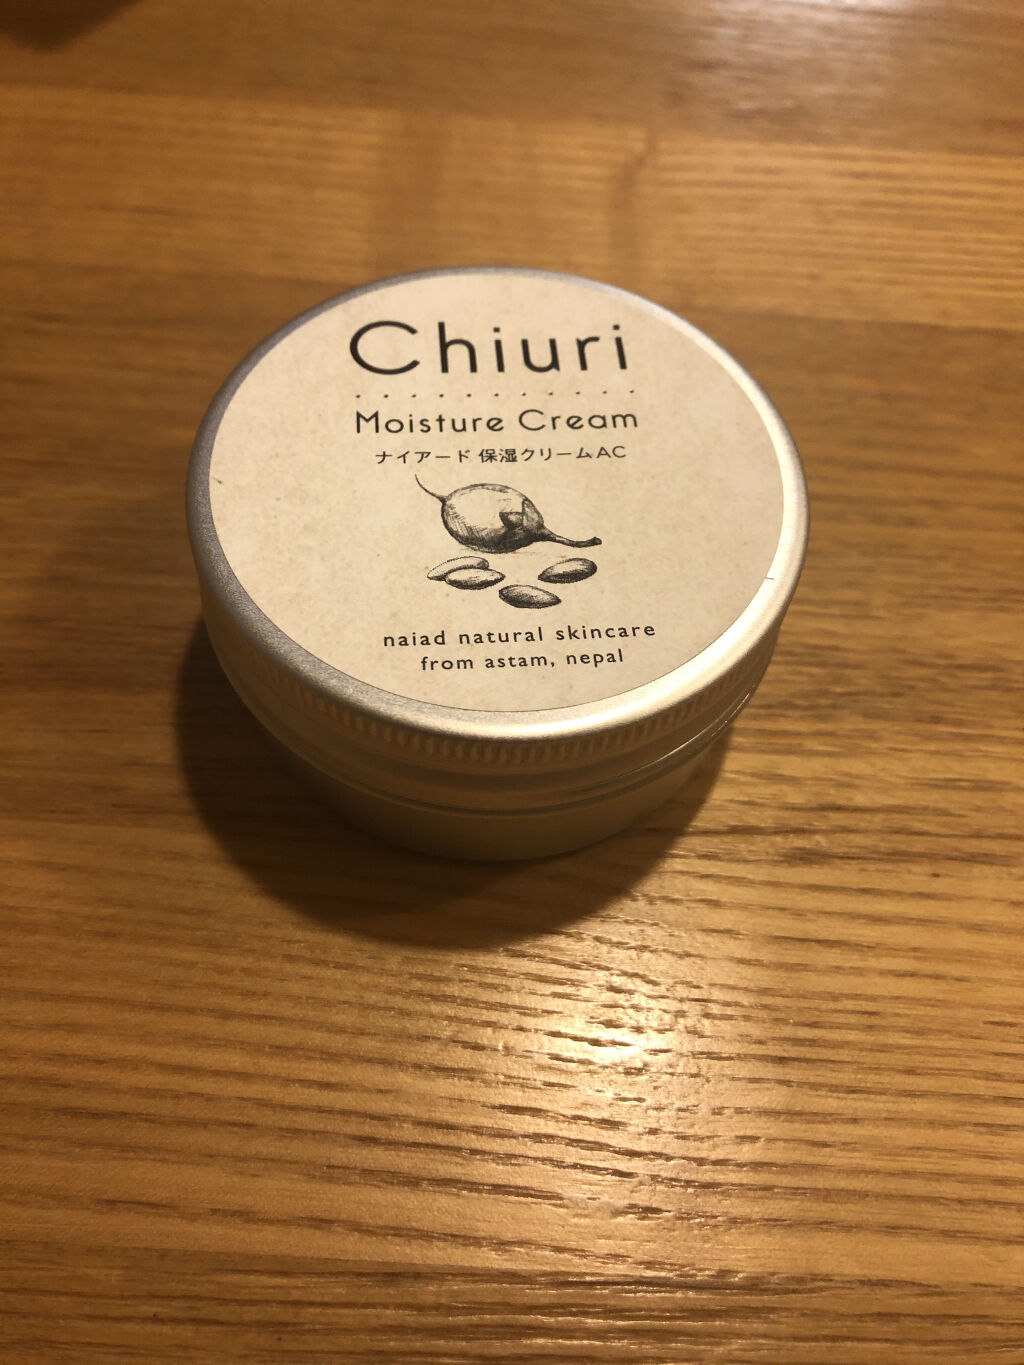 Chiuri
Moisture Cream
ナイアード 保湿クリームAC
naiad natural skincare
from astam, nepal